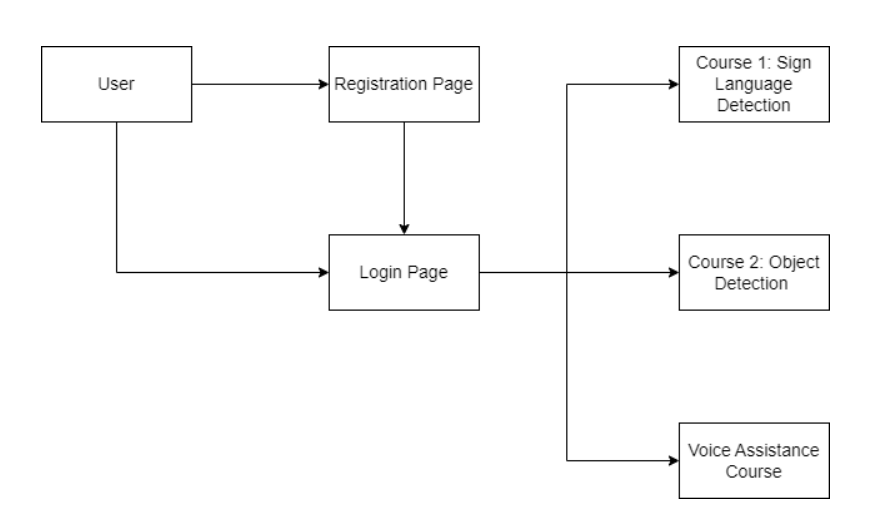 User
Registration Page
Course 1: Sign
Language
Detection
Login Page
Course 2: Object
Detection
Voice Assistance
Course